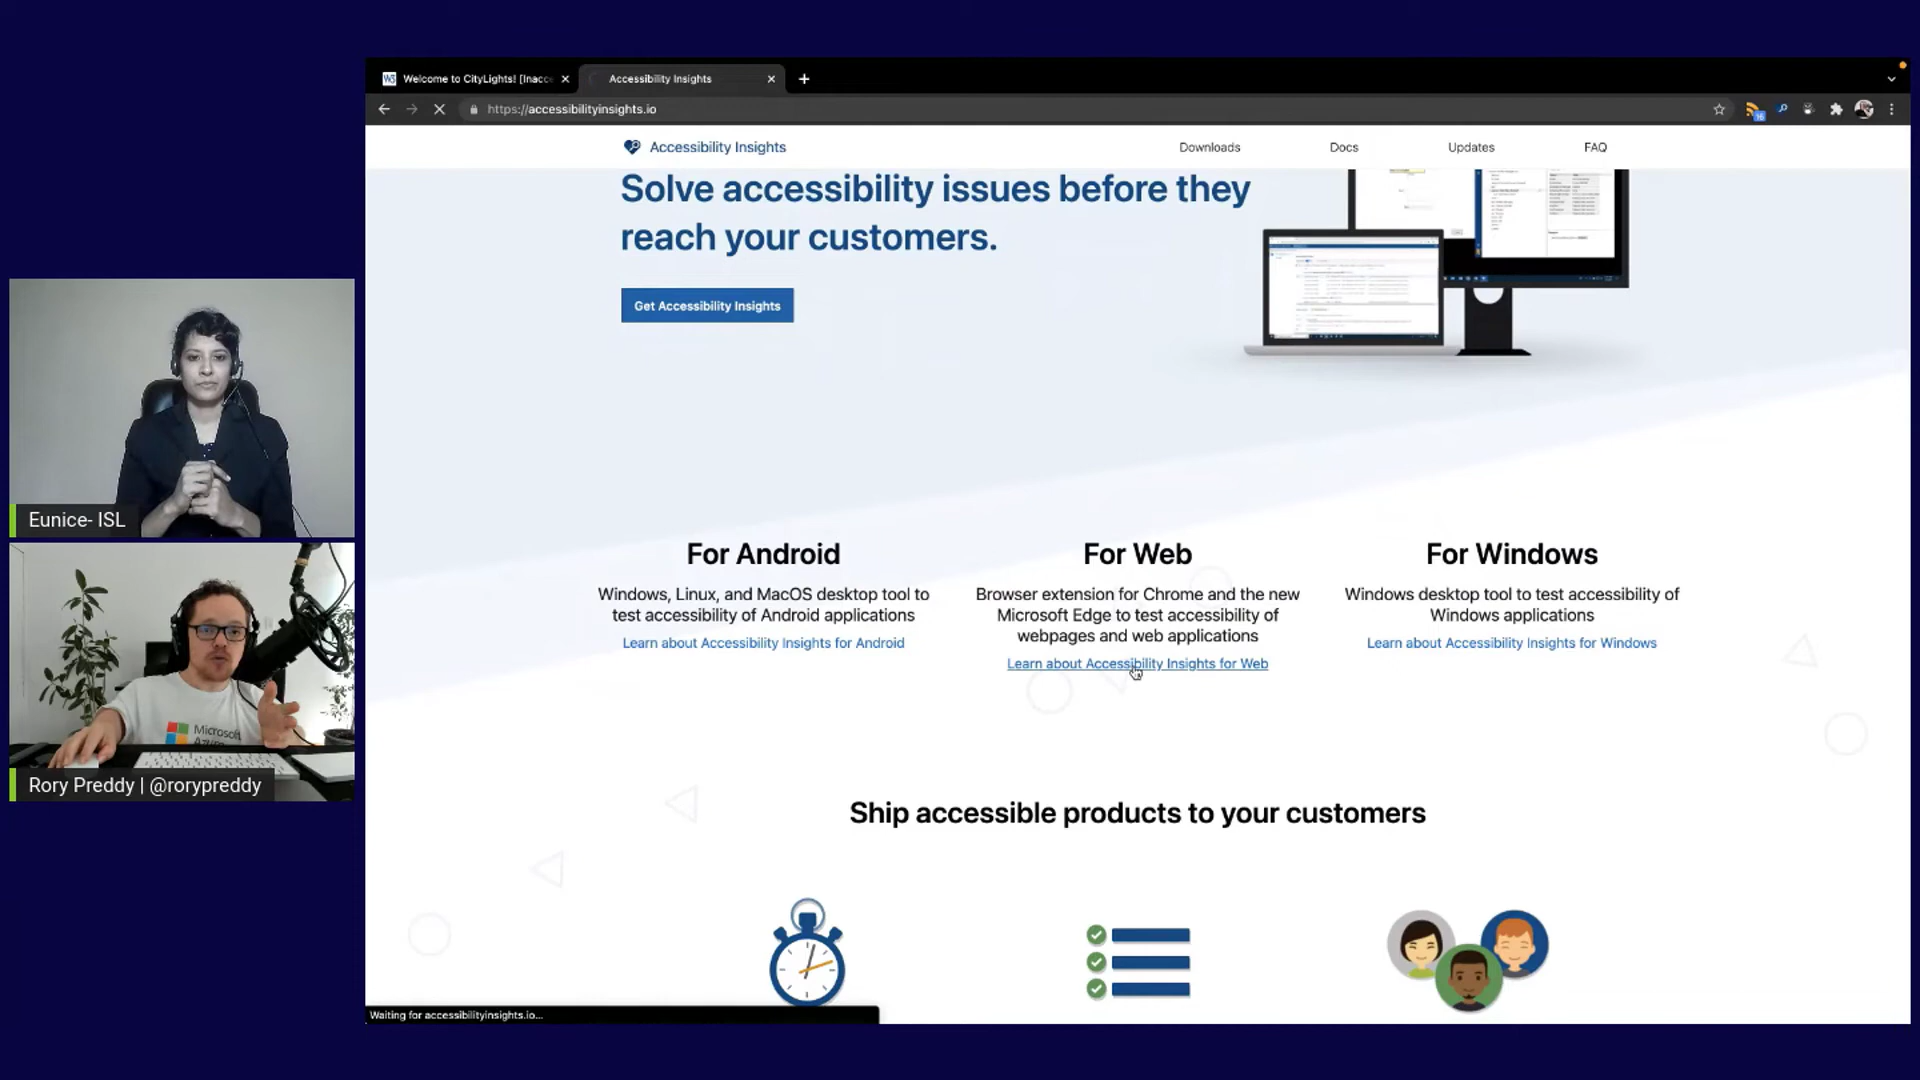 Welcome to CityLights! [Inacc
Accessibility Insights
https://accessibilityinsights.io
Accessibility Insights
Downloads
Docs
Updates
FAQ
Solve accessibility issues before they
reach your customers.
Get Accessibility Insights
For Android
Windows, Linux, and MacOS desktop tool to
test accessibility of Android applications
Learn about Accessibility Insights for Android
For Web
Browser extension for Chrome and the new
Microsoft Edge to test accessibility of
webpages and web applications
Learn about Accessibility Insights for Web
For Windows
Windows desktop tool to test accessibility of
Windows applications
Learn about Accessibility Insights for Windows
Ship accessible products to your customers
Waiting for accessibilityinsights.io...
Eunice- ISL
Microsoft
Azure
Rory Preddy | @rorypreddy